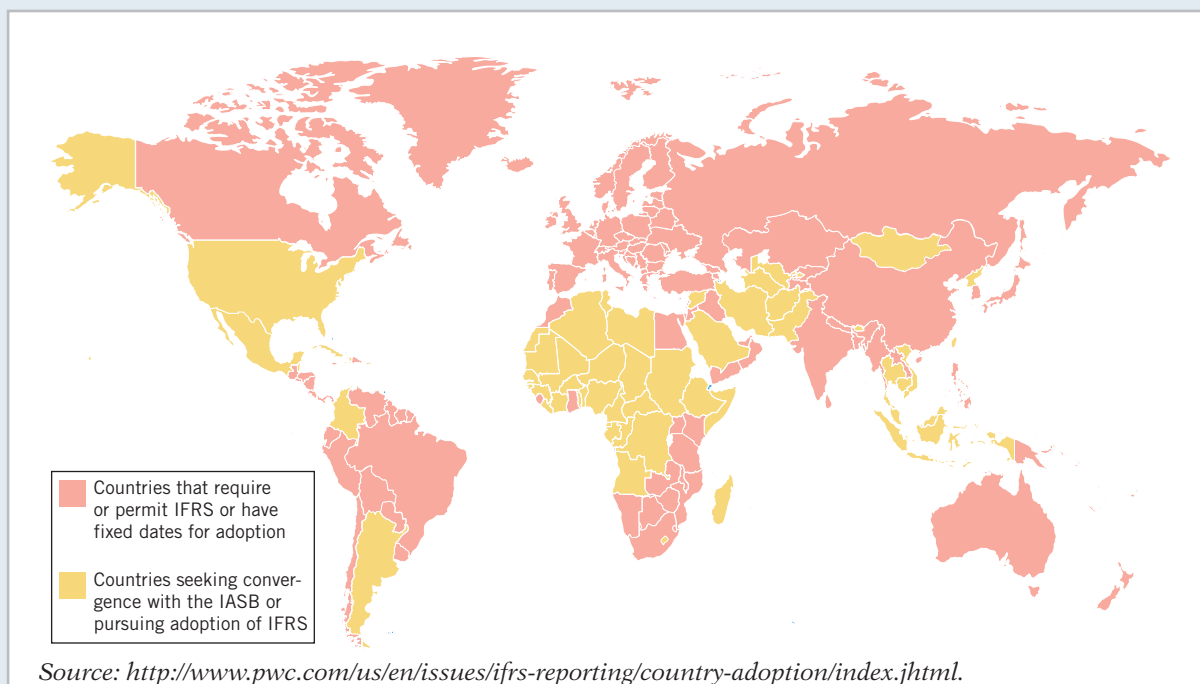 Countries that require
or permit IFRS or have
fixed dates for adoption
Countries seeking conver-
gence with the IASB or
pursuing adoption of IFRS
Source: http://www.pwc.com/us/en/issues/ifrs-reporting/country-adoption/index.jhtml.